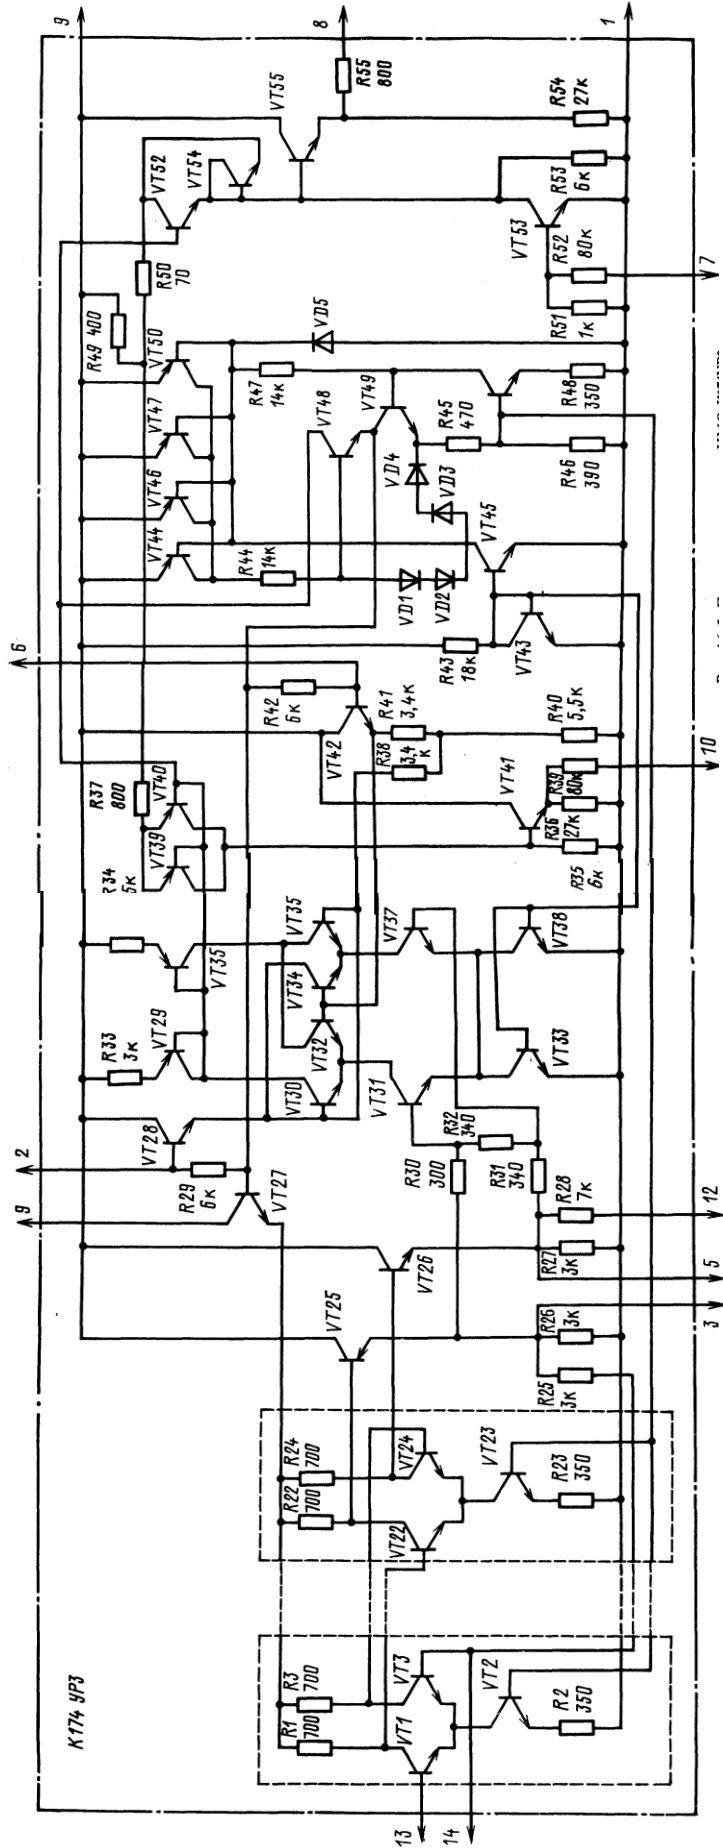 К174 УР3
13
14
R1
700
R3
700
VT1
VT3
VT2
R2
350
R22
700
R24
700
VT22
VT24
VT23
R23
350
VT25
VT26
R25
3к
R26
3к
R27
3к
R28
7к
3
5
12
9
2
VT27
R29
6к
VT28
R30
300
R31
340
R32
340
R33
3к
VT29
VT30
VT31
VT32
VT33
VT34
VT35
VT35
VT37
VT38
R34
5к
R37
800
VT39
VT40
R35
6к
R36
27к
R39
80к
VT41
10
6
R42
6к
VT42
R38
3,4
к
R41
3,4к
R40
5,5к
R43
18к
VT43
VT44
VT46
VT47
VT50
R44
14к
VD1
VD2
VT45
VD3
VD4
VT48
VT49
R45
470
R46
390
R47
14к
R48
350
VD5
R49 400
R50
70
R51
1к
R52
80к
7
VT53
R53
6к
VT52
VT54
VT55
R54
27к
R55
800
9
8
1